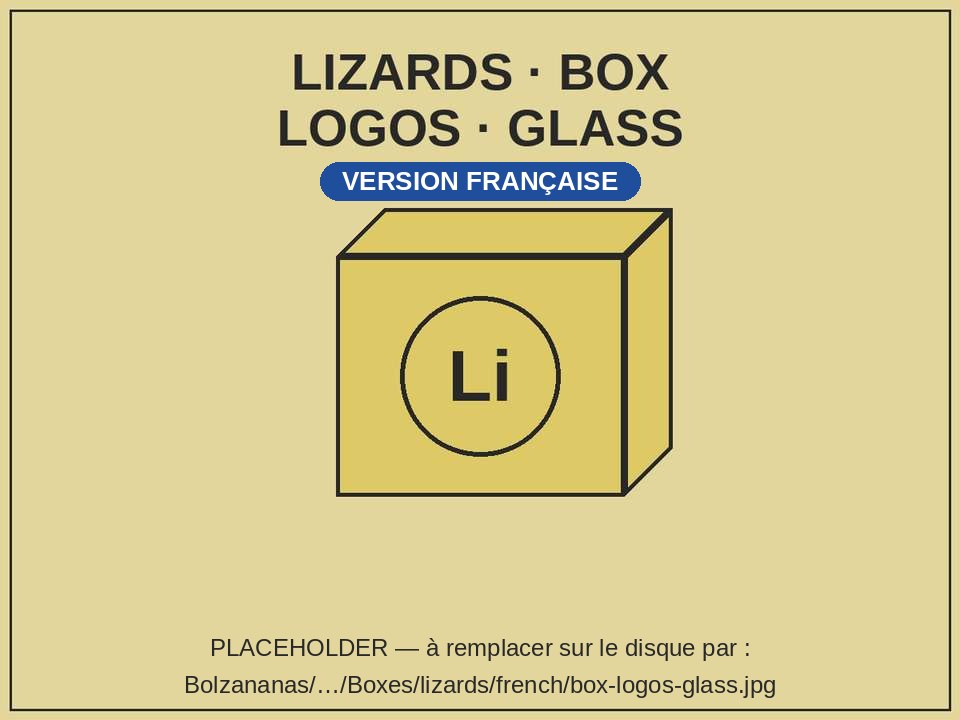 LIZARDS · BOX
LOGOS · GLASS
VERSION FRANÇAISE
Li
PLACEHOLDER — à remplacer sur le disque par :
Bolzananas/…/Boxes/lizards/french/box-logos-glass.jpg